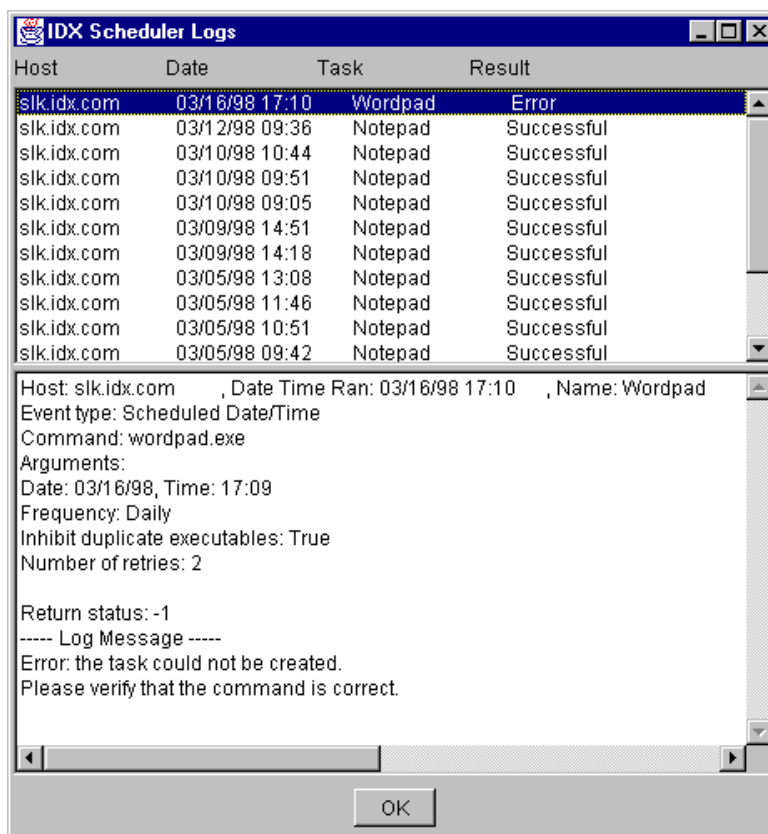 IDX Scheduler Logs
Host Date Task Result
slk.idx.com 03/16/98 17:10 Wordpad Error
slk.idx.com 03/12/98 09:36 Notepad Successful
slk.idx.com 03/10/98 10:44 Notepad Successful
slk.idx.com 03/10/98 09:51 Notepad Successful
slk.idx.com 03/10/98 09:05 Notepad Successful
slk.idx.com 03/09/98 14:51 Notepad Successful
slk.idx.com 03/09/98 14:18 Notepad Successful
slk.idx.com 03/05/98 13:08 Notepad Successful
slk.idx.com 03/05/98 11:46 Notepad Successful
slk.idx.com 03/05/98 10:51 Notepad Successful
slk.idx.com 03/05/98 09:42 Notepad Successful
Host: slk.idx.com , Date Time Ran: 03/16/98 17:10 , Name: Wordpad
Event type: Scheduled Date/Time
Command: wordpad.exe
Arguments:
Date: 03/16/98, Time: 17:09
Frequency: Daily
Inhibit duplicate executables: True
Number of retries: 2
Return status: -1
----- Log Message -----
Error: the task could not be created.
Please verify that the command is correct.
OK